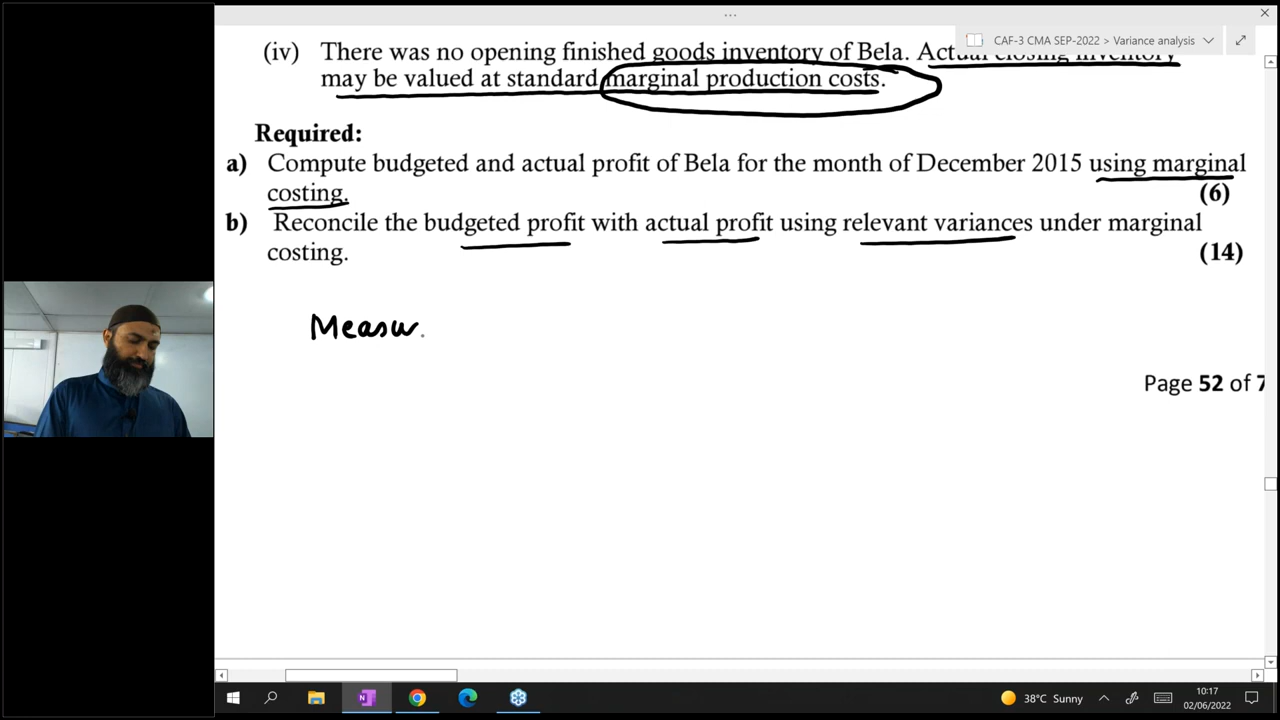 CAF-3 CMA SEP-2022 > Variance analysis
(iv) There was no opening finished goods inventory of Bela. Actual closing inventory
may be valued at standard marginal production costs.
Required:
a) Compute budgeted and actual profit of Bela for the month of December 2015 using marginal
costing. (6)
b) Reconcile the budgeted profit with actual profit using relevant variances under marginal
costing. (14)
Measu
Page 52 of 7
38°C Sunny
10:17
02/06/2022